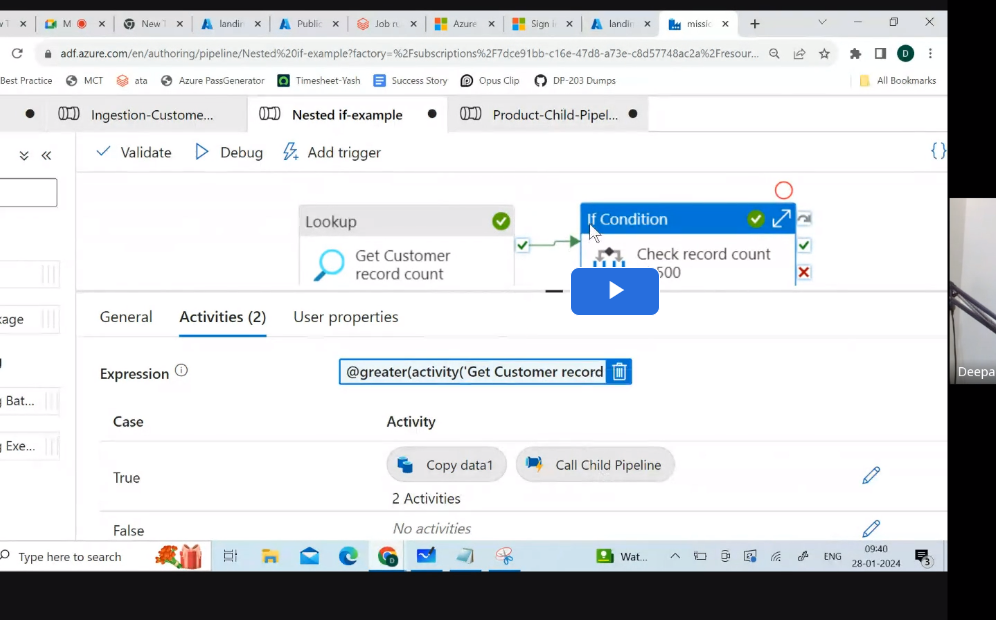 M
New T
landin
Public
Job r
Azure
Sign i
landin
missio
adf.azure.com/en/authoring/pipeline/Nested%20if-example?factory=%2Fsubscriptions%2F7dce91bb-c16e-47d8-a73e-c8d57748ac2a%2Fresour...
D
Best Practice
MCT
ata
Azure PassGenerator
Timesheet-Yash
Success Story
Opus Clip
DP-203 Dumps
All Bookmarks
Ingestion-Custome...
Nested if-example
Product-Child-Pipel...
Validate
Debug
Add trigger
{}
Lookup
Get Customer
record count
If Condition
Check record count
500
General
Activities (2)
User properties
Expression
@greater(activity('Get Customer record
Case
Activity
True
Copy data1
Call Child Pipeline
2 Activities
False
No activities
kage
g Bat...
g Exe...
Deepa
Type here to search
Wat...
ENG
09:40
28-01-2024
3